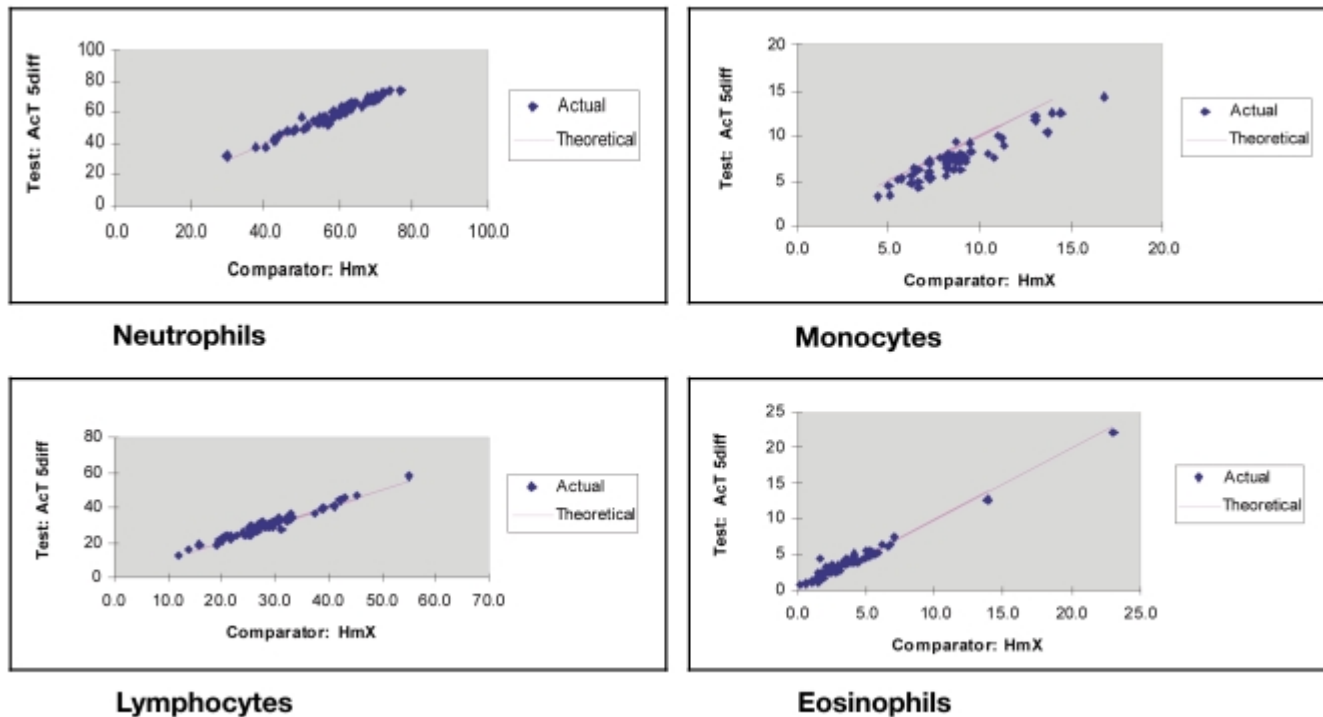 Test: AcT 5diff
100
80
60
40
20
0
0.0 20.0 40.0 60.0 80.0 100.0
Comparator: HmX
Actual
Theoretical
Neutrophils
Test: AcT 5diff
20
15
10
5
0
0.0 5.0 10.0 15.0 20.0
Comparator: HmX
Actual
Theoretical
Monocytes
Test: AcT 5diff
80
60
40
20
0
0.0 10.0 20.0 30.0 40.0 50.0 60.0 70.0
Comparator: HmX
Actual
Theoretical
Lymphocytes
Test: AcT 5diff
25
20
15
10
5
0
0.0 5.0 10.0 15.0 20.0 25.0
Comparator: HmX
Actual
Theoretical
Eosinophils